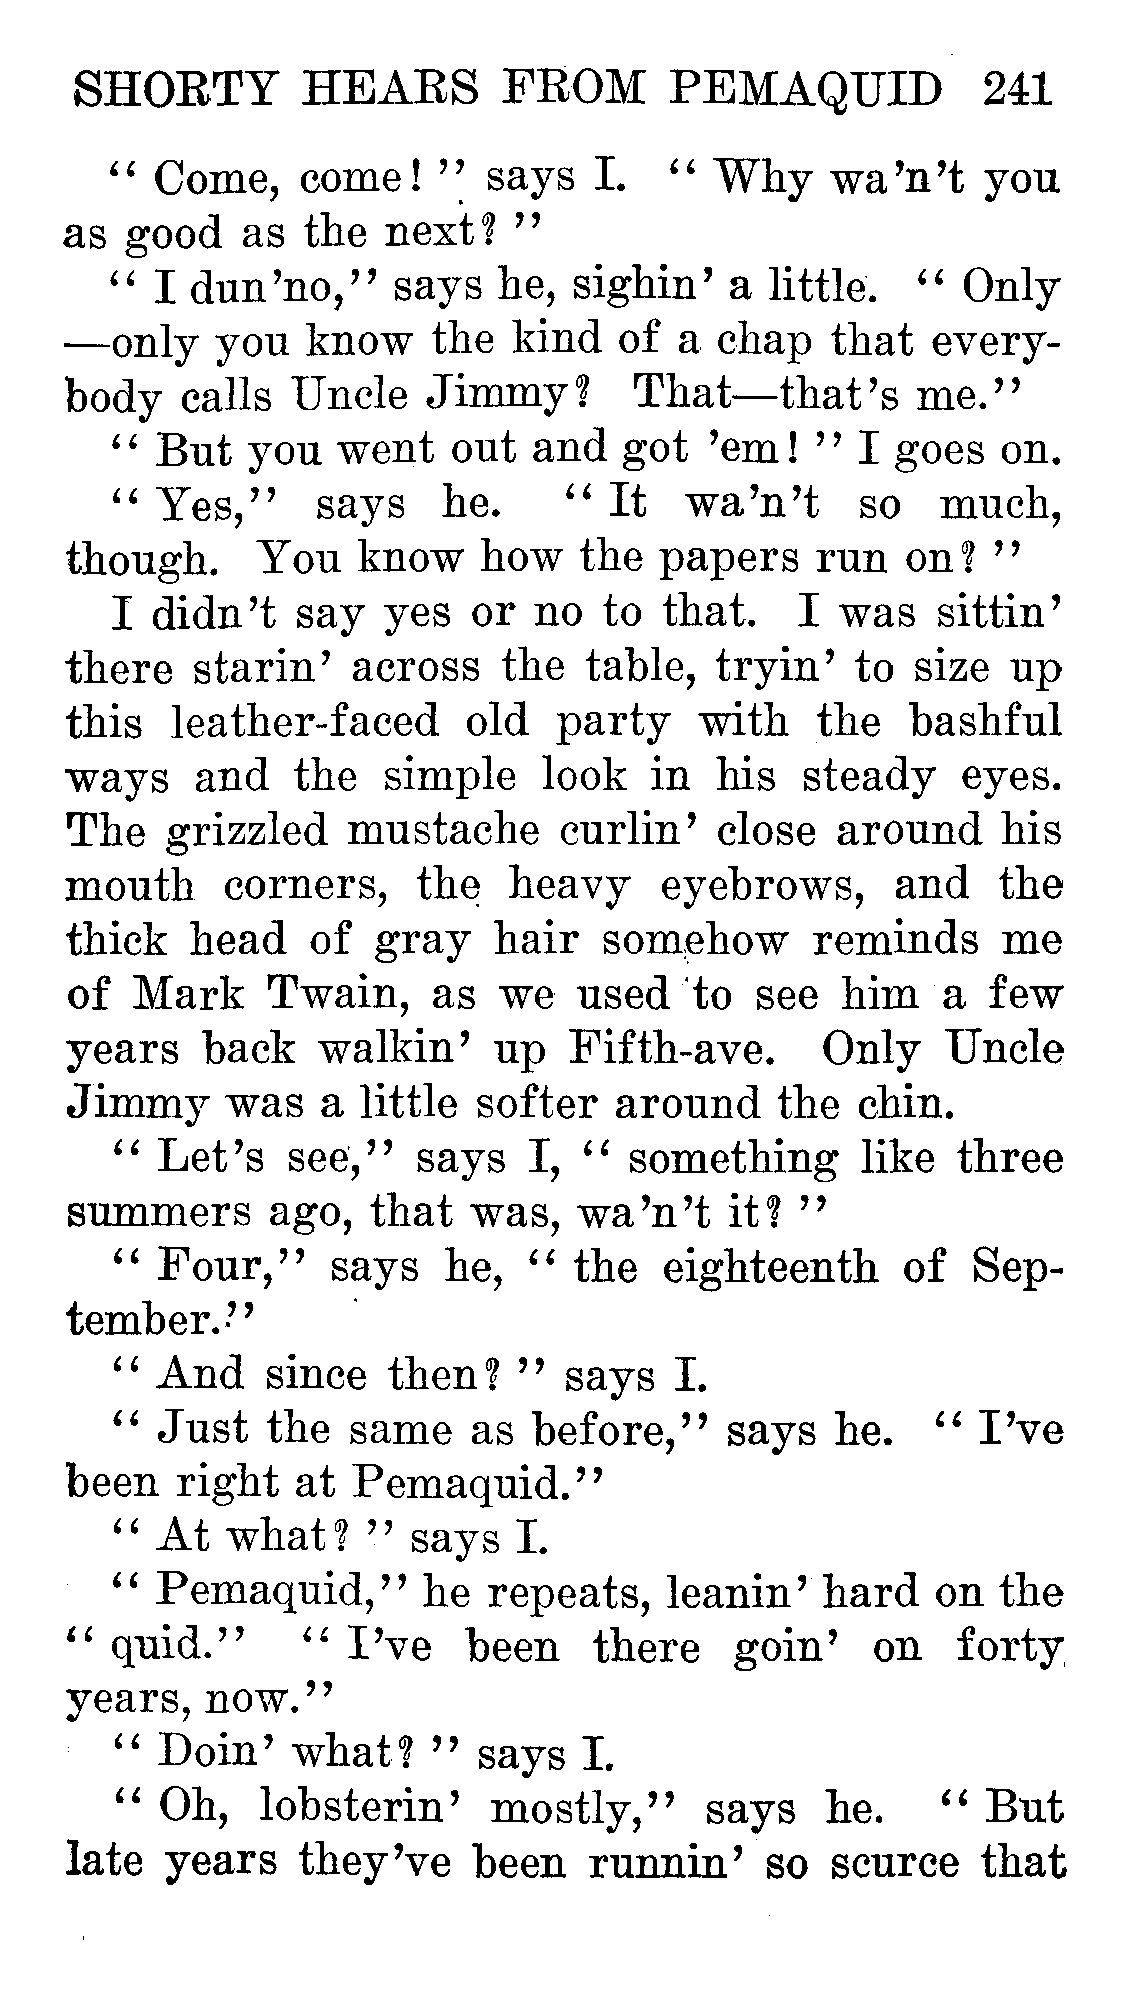 SHORTY HEARS FROM PEMAQUID 241
“ Come, come! ” says I. “ Why wa'n't you
as good as the next? ”
“ I dun'no,” says he, sighin' a little. “ Only
—only you know the kind of a chap that every-
body calls Uncle Jimmy? That—that's me.”
“ But you went out and got 'em! ” I goes on.
“ Yes,” says he. “ It wa'n't so much,
though. You know how the papers run on? ”
I didn't say yes or no to that. I was sittin'
there starin' across the table, tryin' to size up
this leather-faced old party with the bashful
ways and the simple look in his steady eyes.
The grizzled mustache curlin' close around his
mouth corners, the heavy eyebrows, and the
thick head of gray hair somehow reminds me
of Mark Twain, as we used to see him a few
years back walkin' up Fifth-ave. Only Uncle
Jimmy was a little softer around the chin.
“ Let's see,” says I, “ something like three
summers ago, that was, wa'n't it? ”
“ Four,” says he, “ the eighteenth of Sep-
tember.”
“ And since then? ” says I.
“ Just the same as before,” says he. “ I've
been right at Pemaquid.”
“ At what? ” says I.
“ Pemaquid,” he repeats, leanin' hard on the
“ quid.” “ I've been there goin' on forty
years, now.”
“ Doin' what? ” says I.
“ Oh, lobsterin' mostly,” says he. “ But
late years they've been runnin' so scurce that